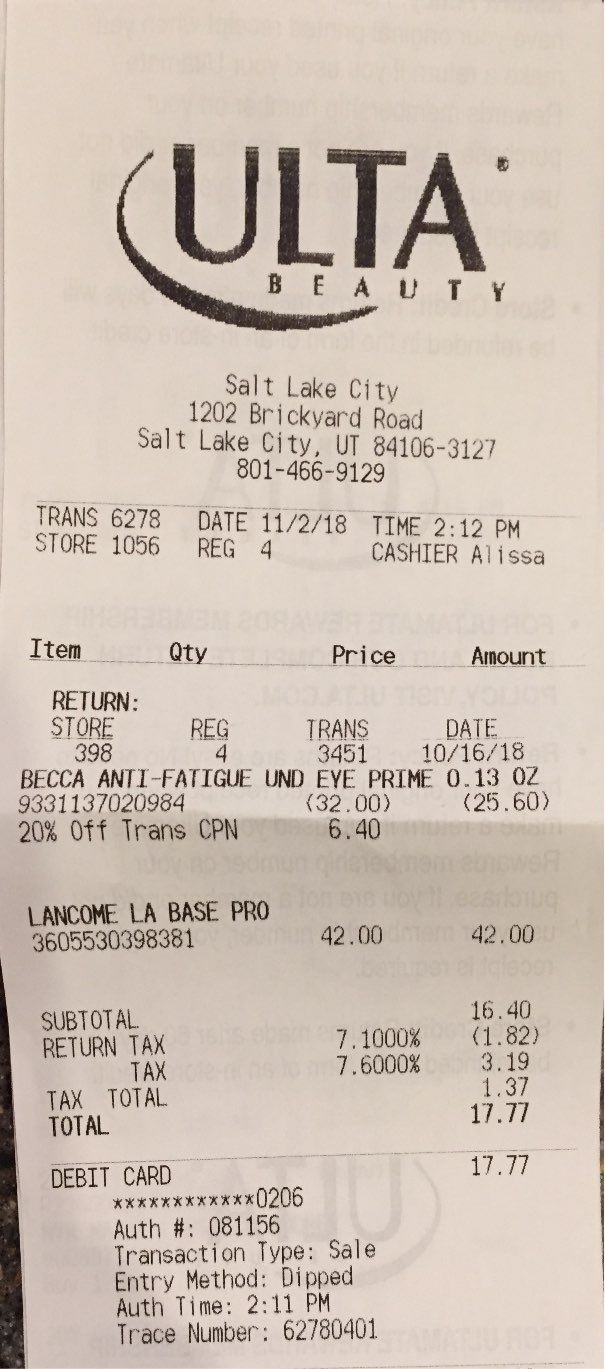 ULTA
BEAUTY
Salt Lake City
1202 Brickyard Road
Salt Lake City, UT 84106-3127
801-466-9129
TRANS 6278 DATE 11/2/18 TIME 2:12 PM
STORE 1056 REG 4 CASHIER Alissa
Item Qty Price Amount
RETURN:
STORE REG TRANS DATE
398 4 3451 10/16/18
BECCA ANTI-FATIGUE UND EYE PRIME 0.13 OZ
9331137020984 (32.00) (25.60)
20% Off Trans CPN 6.40
LANCOME LA BASE PRO
3605530398381 42.00 42.00
SUBTOTAL 16.40
RETURN TAX 7.1000% (1.82)
TAX 7.6000% 3.19
TAX TOTAL 1.37
TOTAL 17.77
DEBIT CARD 17.77
************0206
Auth #: 081156
Transaction Type: Sale
Entry Method: Dipped
Auth Time: 2:11 PM
Trace Number: 62780401